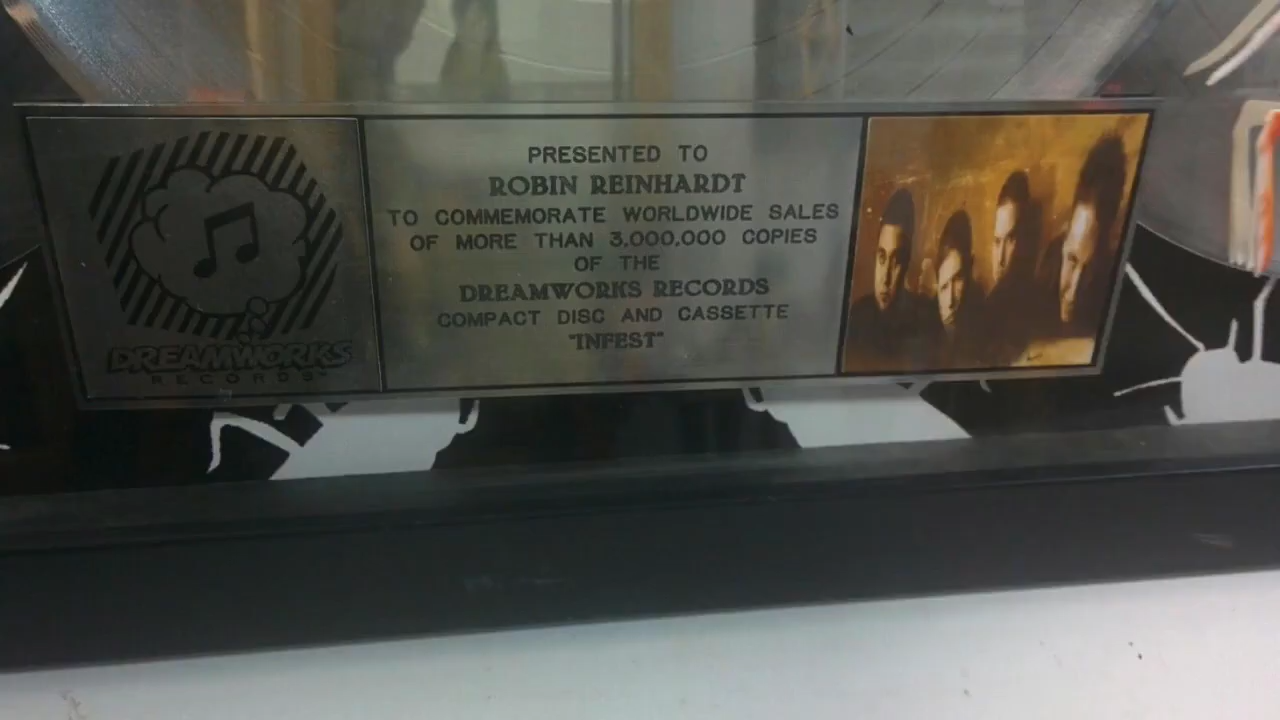 PRESENTED TO
ROBIN REINHARDT
TO COMMEMORATE WORLDWIDE SALES
OF MORE THAN 3,000,000 COPIES
OF THE
DREAMWORKS RECORDS
COMPACT DISC AND CASSETTE
"INFEST"
DREAMWORKS
RECORDS™